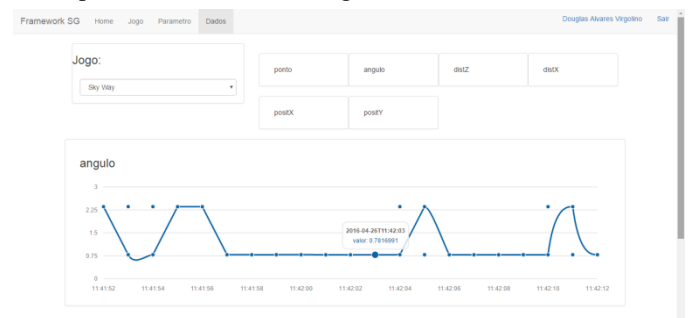 Framework SG Home Jogo Parametro Dados Douglas Alvares Virgolino Sair
Jogo:
Sky Way
ponto angulo distZ distX
positX positY
angulo
3
2.25
1.5
0.75
0
2016-04-26T11:42:03
valor: 0.7816991
11:41:52 11:41:54 11:41:56 11:41:58 11:42:00 11:42:02 11:42:04 11:42:06 11:42:08 11:42:10 11:42:12